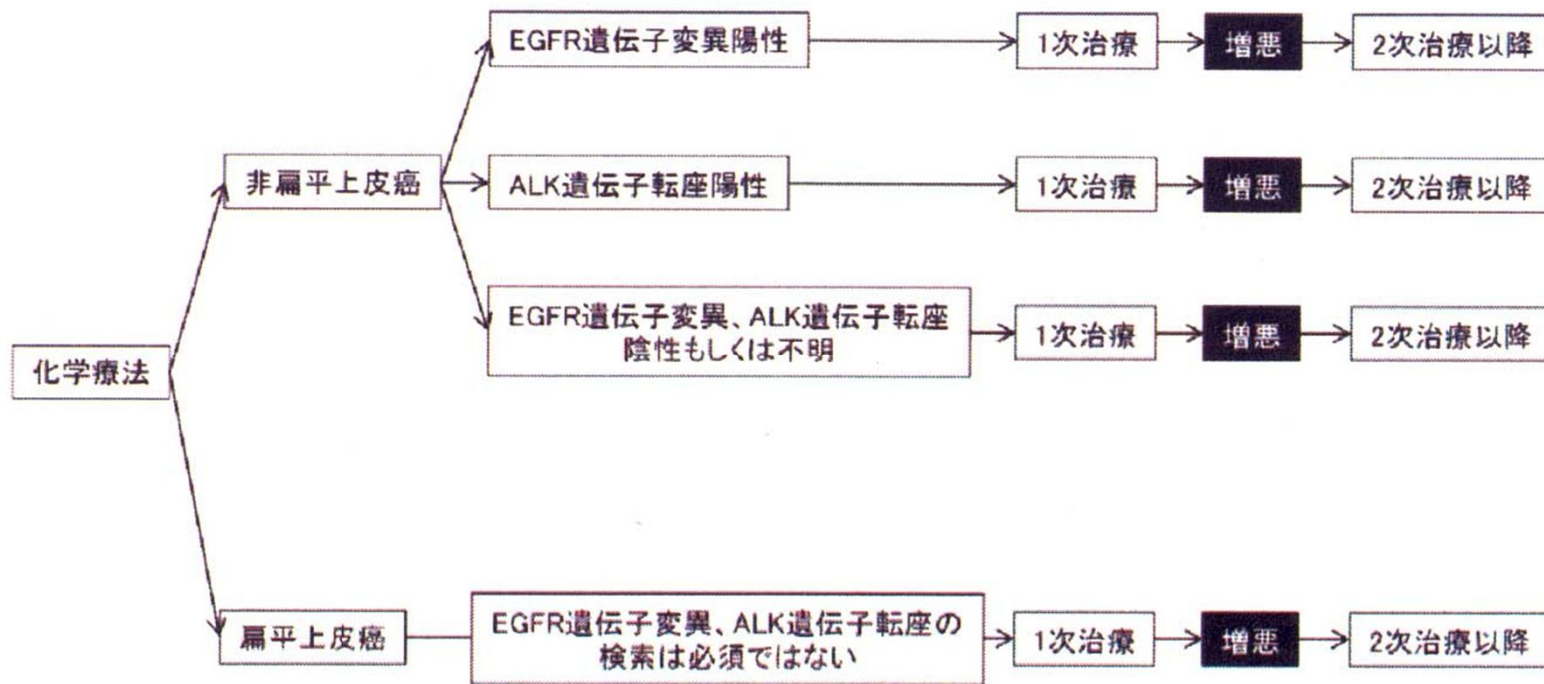 EGFR遺伝子変異陽性
1次治療
増悪
2次治療以降
非扁平上皮癌
ALK遺伝子転座陽性
1次治療
増悪
2次治療以降
EGFR遺伝子変異、ALK遺伝子転座
陰性もしくは不明
1次治療
増悪
2次治療以降
化学療法
扁平上皮癌
EGFR遺伝子変異、ALK遺伝子転座の
検索は必須ではない
1次治療
増悪
2次治療以降